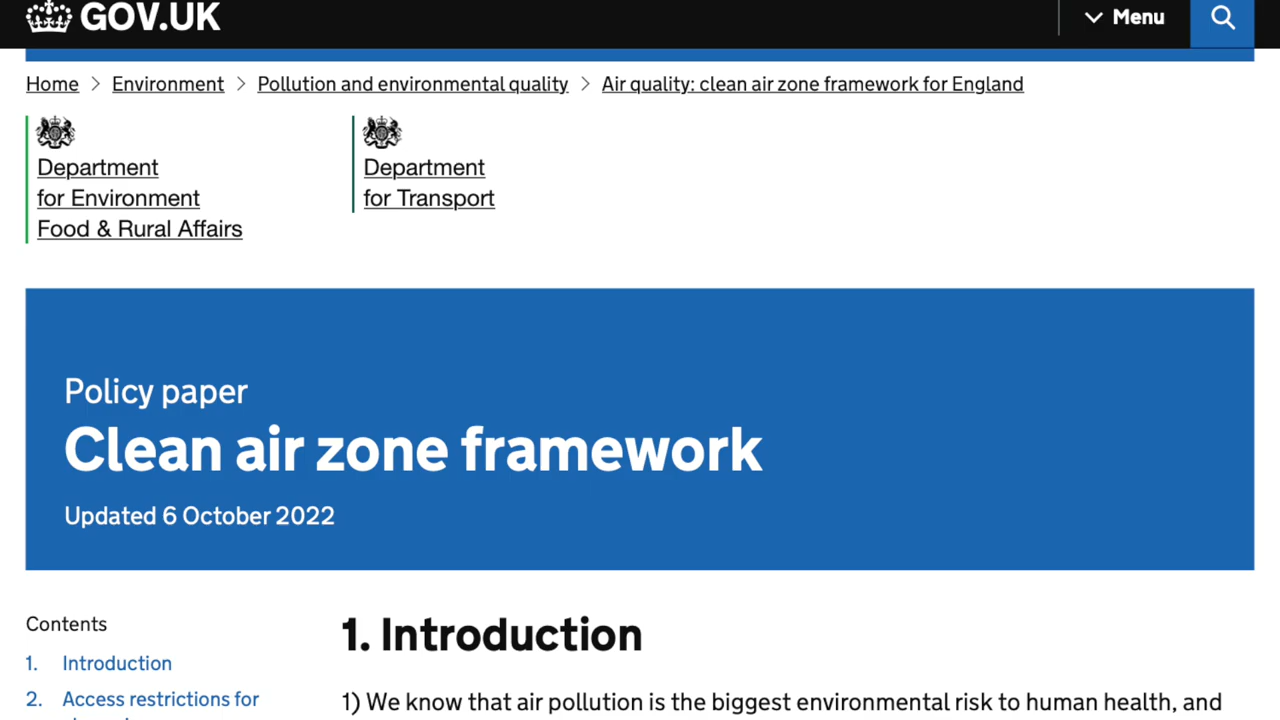 GOV.UK
Menu
Home > Environment > Pollution and environmental quality > Air quality: clean air zone framework for England
Department
for Environment
Food & Rural Affairs
Department
for Transport
Policy paper
Clean air zone framework
Updated 6 October 2022
Contents
1. Introduction
2. Access restrictions for
1. Introduction
1) We know that air pollution is the biggest environmental risk to human health, and